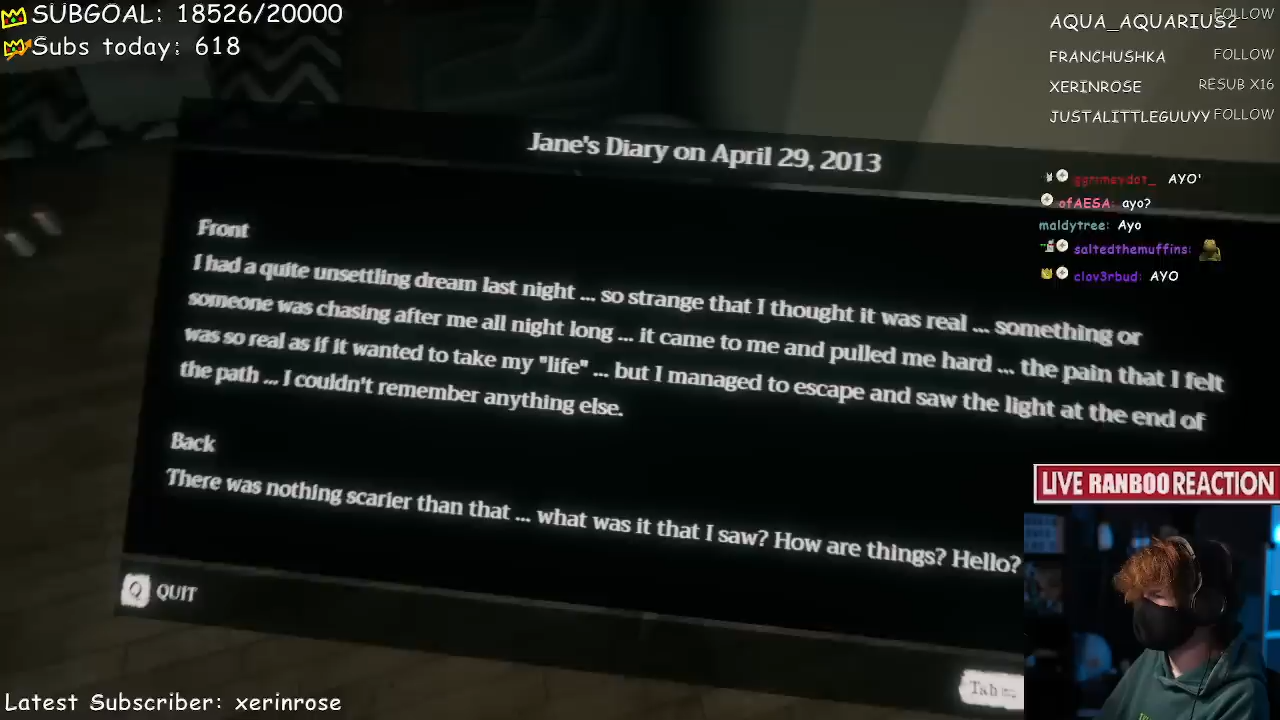 SUBGOAL: 18526/20000
Subs today: 618
AQUA_AQUARIUSZ FOLLOW
FRANCHUSHKA FOLLOW
XERINROSE RESUB X16
JUSTALITTLEGUUYY FOLLOW
AYO'
ofAESA: ayo?
maldytree: Ayo
saltedthemuffins:
clov3rbud: AYO
Jane's Diary on April 29, 2013
Front
I had a quite unsettling dream last night ... so strange that I thought it was real ... something or
someone was chasing after me all night long ... it came to me and pulled me hard ... the pain that I felt
was so real as if it wanted to take my "life" ... but I managed to escape and saw the light at the end of
the path ... I couldn't remember anything else.
Back
There was nothing scarier than that ... what was it that I saw? How are things? Hello?
Q QUIT
Tab
LIVE RANBOO REACTION
Latest Subscriber: xerinrose